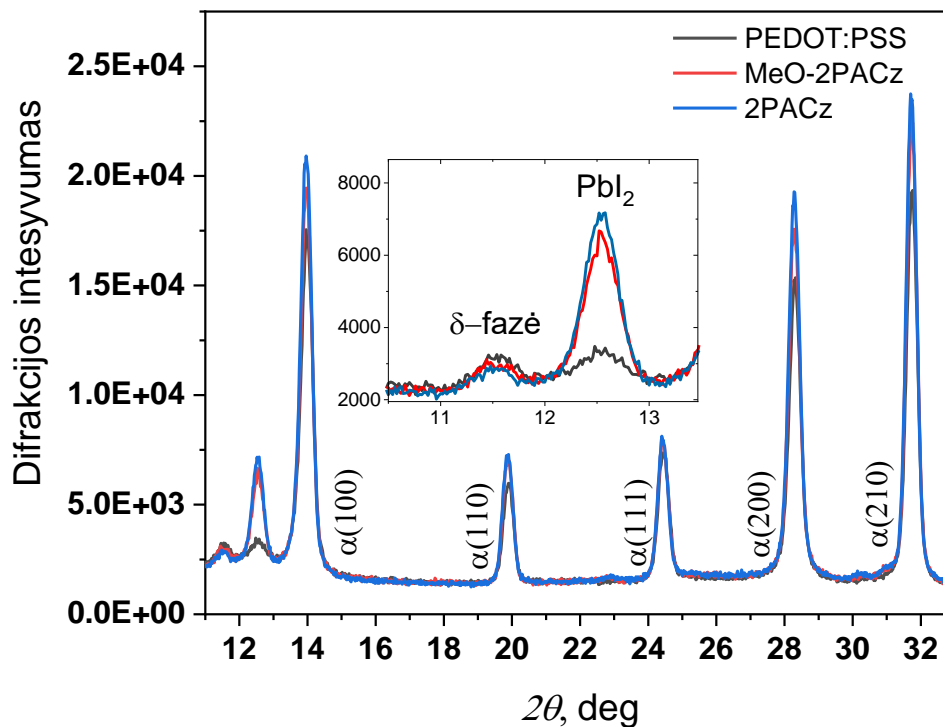 Difrakcijos intesyvumas
2.5E+04
2.0E+04
1.5E+04
1.0E+04
5.0E+03
0.0E+00
PEDOT:PSS
MeO-2PACz
2PACz
8000
6000
4000
2000
PbI₂
δ−fazė
11 12 13
α(100)
α(110)
α(111)
α(200)
α(210)
12 14 16 18 20 22 24 26 28 30 32
2θ, deg